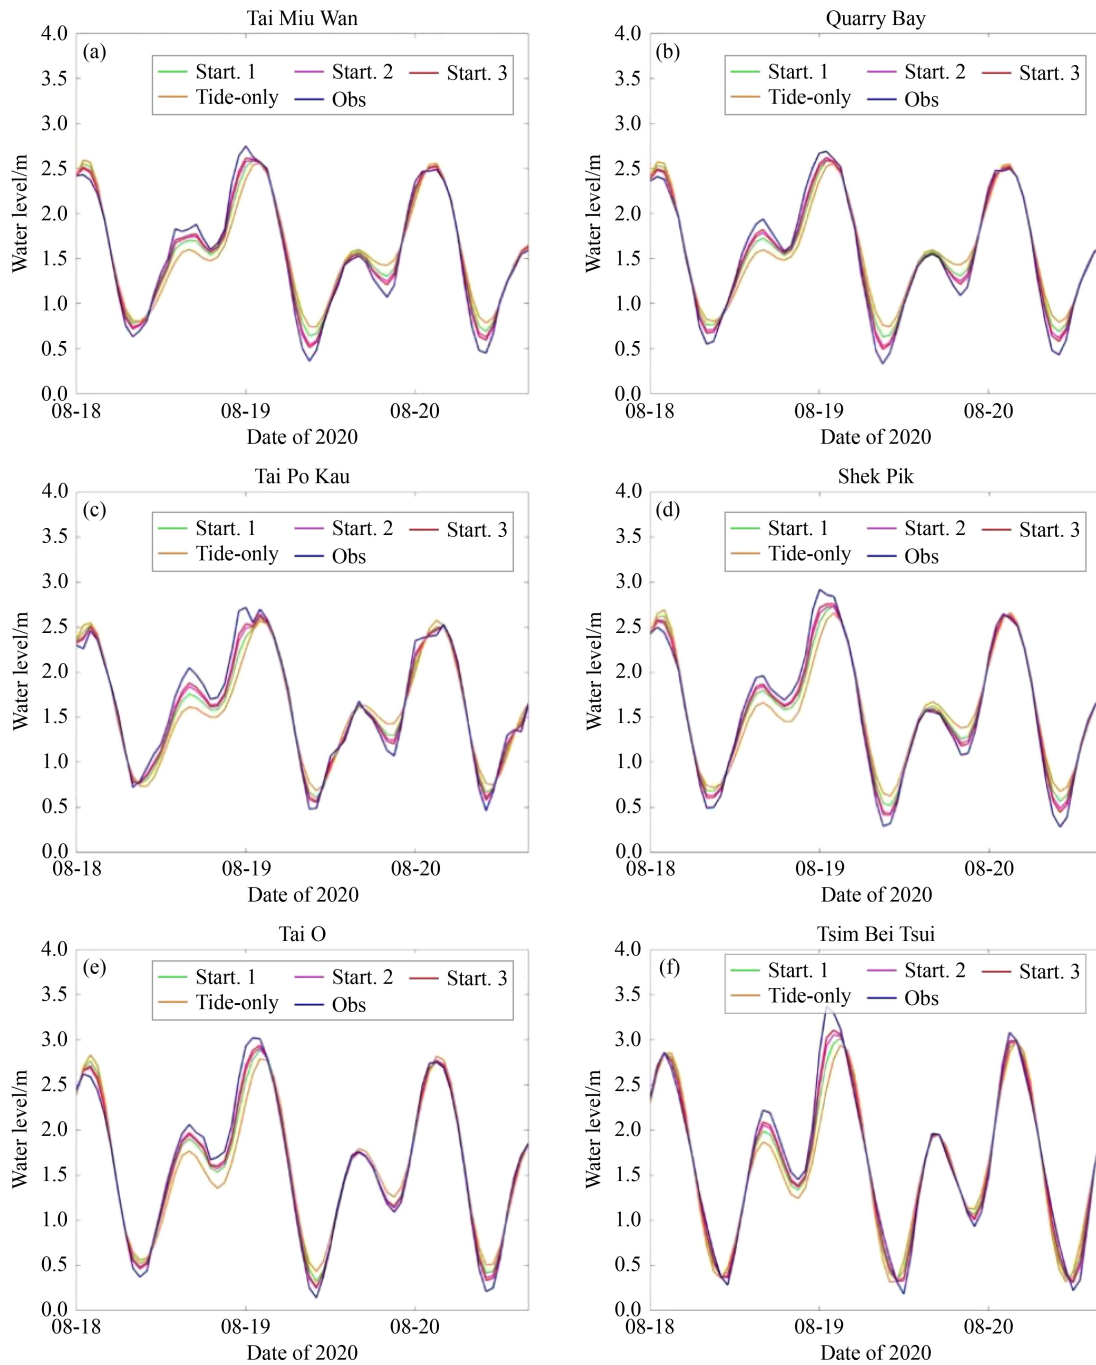 Tai Miu Wan
4.0
(a)
Start. 1 Start. 2 Start. 3
Tide-only Obs
3.5
3.0
2.5
2.0
1.5
1.0
0.5
0.0
Water level/m
08-18 08-19 08-20
Date of 2020
Quarry Bay
4.0
(b)
Start. 1 Start. 2 Start. 3
Tide-only Obs
3.5
3.0
2.5
2.0
1.5
1.0
0.5
0.0
Water level/m
08-18 08-19 08-20
Date of 2020
Tai Po Kau
4.0
(c)
Start. 1 Start. 2 Start. 3
Tide-only Obs
3.5
3.0
2.5
2.0
1.5
1.0
0.5
0.0
Water level/m
08-18 08-19 08-20
Date of 2020
Shek Pik
4.0
(d)
Start. 1 Start. 2 Start. 3
Tide-only Obs
3.5
3.0
2.5
2.0
1.5
1.0
0.5
0.0
Water level/m
08-18 08-19 08-20
Date of 2020
Tai O
4.0
(e)
Start. 1 Start. 2 Start. 3
Tide-only Obs
3.5
3.0
2.5
2.0
1.5
1.0
0.5
0.0
Water level/m
08-18 08-19 08-20
Date of 2020
Tsim Bei Tsui
4.0
(f)
Start. 1 Start. 2 Start. 3
Tide-only Obs
3.5
3.0
2.5
2.0
1.5
1.0
0.5
0.0
Water level/m
08-18 08-19 08-20
Date of 2020